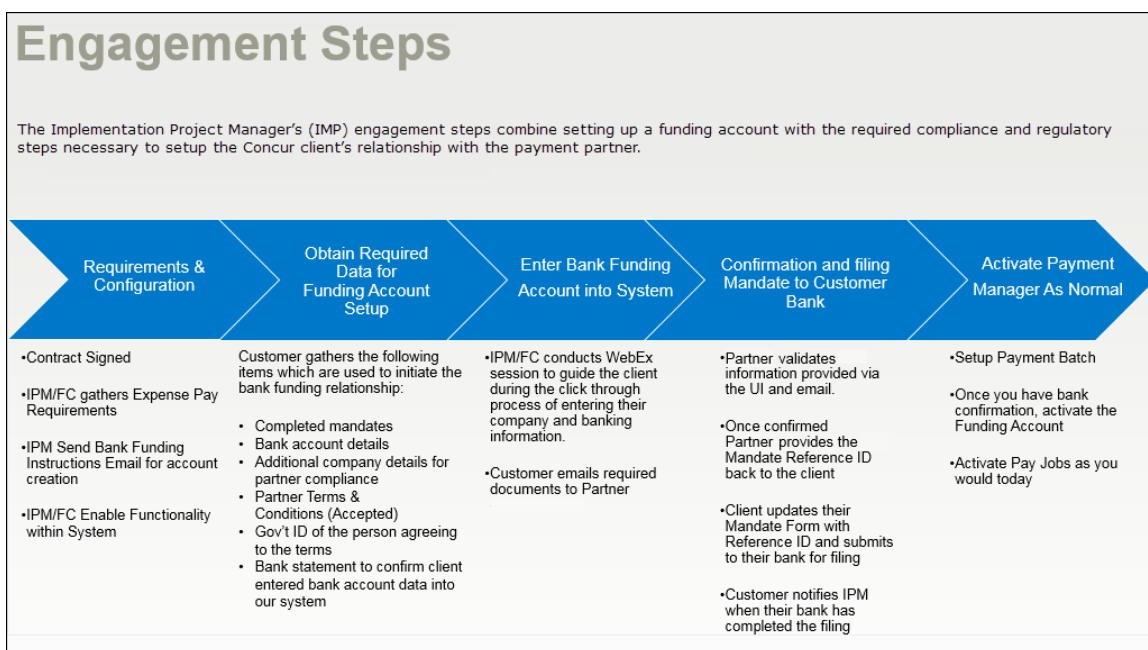 Engagement Steps
The Implementation Project Manager's (IMP) engagement steps combine setting up a funding account with the required compliance and regulatory
steps necessary to setup the Concur client's relationship with the payment partner.
Requirements &
Configuration
•Contract Signed
•IPM/FC gathers Expense Pay
Requirements
•IPM Send Bank Funding
Instructions Email for account
creation
•IPM/FC Enable Functionality
within System
Obtain Required
Data for
Funding Account
Setup
Customer gathers the following
items which are used to initiate the
bank funding relationship:
• Completed mandates
• Bank account details
• Additional company details for
partner compliance
• Partner Terms &
Conditions (Accepted)
• Gov't ID of the person agreeing
to the terms
• Bank statement to confirm client
entered bank account data into
our system
Enter Bank Funding
Account into System
•IPM/FC conducts WebEx
session to guide the client
during the click through
process of entering their
company and banking
information.
•Customer emails required
documents to Partner
Confirmation and filing
Mandate to Customer
Bank
•Partner validates
information provided via
the UI and email.
•Once confirmed
Partner provides the
Mandate Reference ID
back to the client
•Client updates their
Mandate Form with
Reference ID and submits
to their bank for filing
•Customer notifies IPM
when their bank has
completed the filing
Activate Payment
Manager As Normal
•Setup Payment Batch
•Once you have bank
confirmation, activate the
Funding Account
•Activate Pay Jobs as you
would today